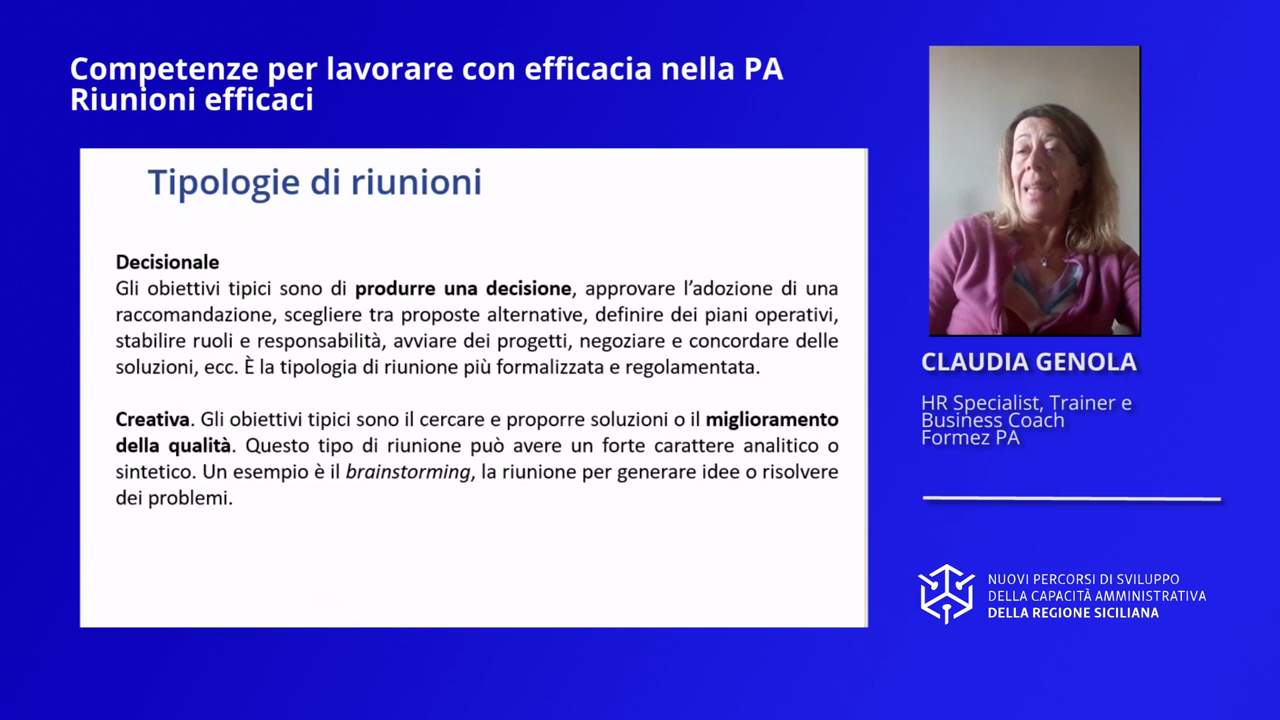 Competenze per lavorare con efficacia nella PA
Riunioni efficaci
Tipologie di riunioni
Decisionale
Gli obiettivi tipici sono di produrre una decisione, approvare l’adozione di una
raccomandazione, scegliere tra proposte alternative, definire dei piani operativi,
stabilire ruoli e responsabilità, avviare dei progetti, negoziare e concordare delle
soluzioni, ecc. È la tipologia di riunione più formalizzata e regolamentata.
Creativa. Gli obiettivi tipici sono il cercare e proporre soluzioni o il miglioramento
della qualità. Questo tipo di riunione può avere un forte carattere analitico o
sintetico. Un esempio è il brainstorming, la riunione per generare idee o risolvere
dei problemi.
CLAUDIA GENOLA
HR Specialist, Trainer e
Business Coach
Formez PA
NUOVI PERCORSI DI SVILUPPO
DELLA CAPACITÀ AMMINISTRATIVA
DELLA REGIONE SICILIANA